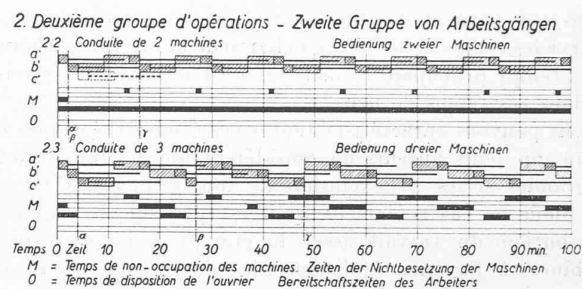 2. Deuxième groupe d'opérations - Zweite Gruppe von Arbeitsgängen
2.2 Conduite de 2 machines Bedienung zweier Maschinen
a'
b'
c'
M
O
α
β γ
2.3 Conduite de 3 machines Bedienung dreier Maschinen
a'
b'
c'
M
O
α β γ
Temps 0 Zeit 10 20 30 40 50 60 70 80 90 min. 100
M = Temps de non-occupation des machines. Zeiten der Nichtbesetzung der Maschinen
O = Temps de disposition de l'ouvrier Bereitschaftszeiten des Arbeiters